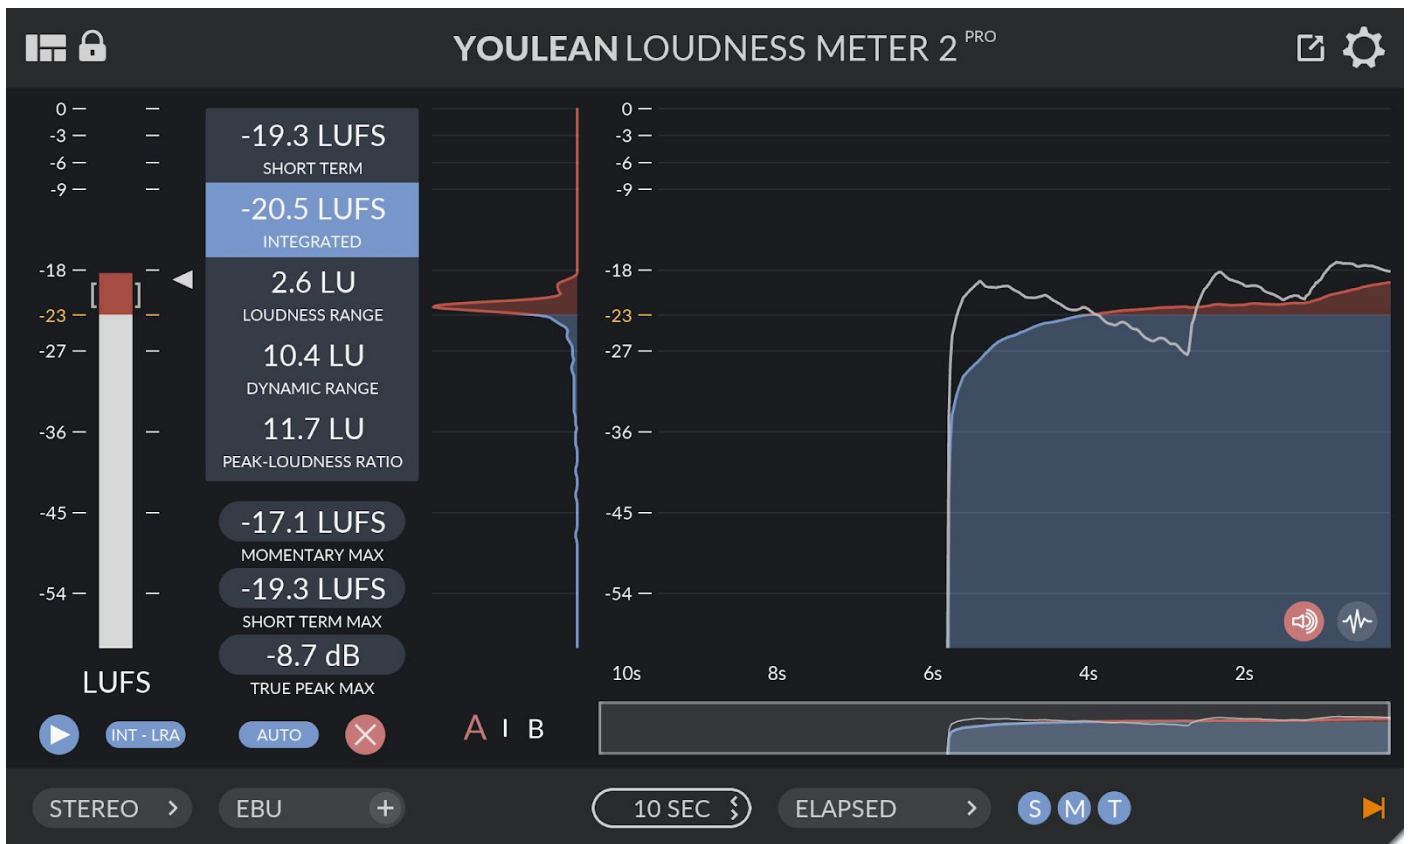 YOULEAN LOUDNESS METER 2 PRO
0
-3
-6
-9
-18
-23
-27
-36
-45
-54
LUFS
-19.3 LUFS
SHORT TERM
-20.5 LUFS
INTEGRATED
2.6 LU
LOUDNESS RANGE
10.4 LU
DYNAMIC RANGE
11.7 LU
PEAK-LOUDNESS RATIO
-17.1 LUFS
MOMENTARY MAX
-19.3 LUFS
SHORT TERM MAX
-8.7 dB
TRUE PEAK MAX
0
-3
-6
-9
-18
-23
-27
-36
-45
-54
10s 8s 6s 4s 2s
INT - LRA AUTO A I B
STEREO EBU 10 SEC ELAPSED S M T